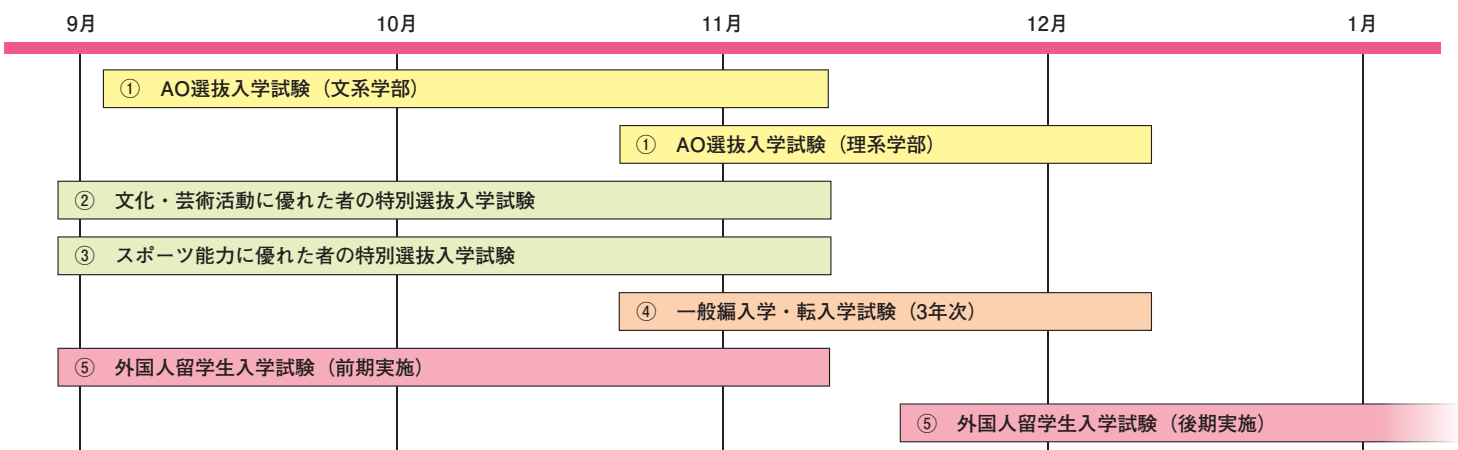 9月 10月 11月 12月 1月
① AO選抜入学試験（文系学部）
① AO選抜入学試験（理系学部）
② 文化・芸術活動に優れた者の特別選抜入学試験
③ スポーツ能力に優れた者の特別選抜入学試験
④ 一般編入学・転入学試験（3年次）
⑤ 外国人留学生入学試験（前期実施）
⑤ 外国人留学生入学試験（後期実施）